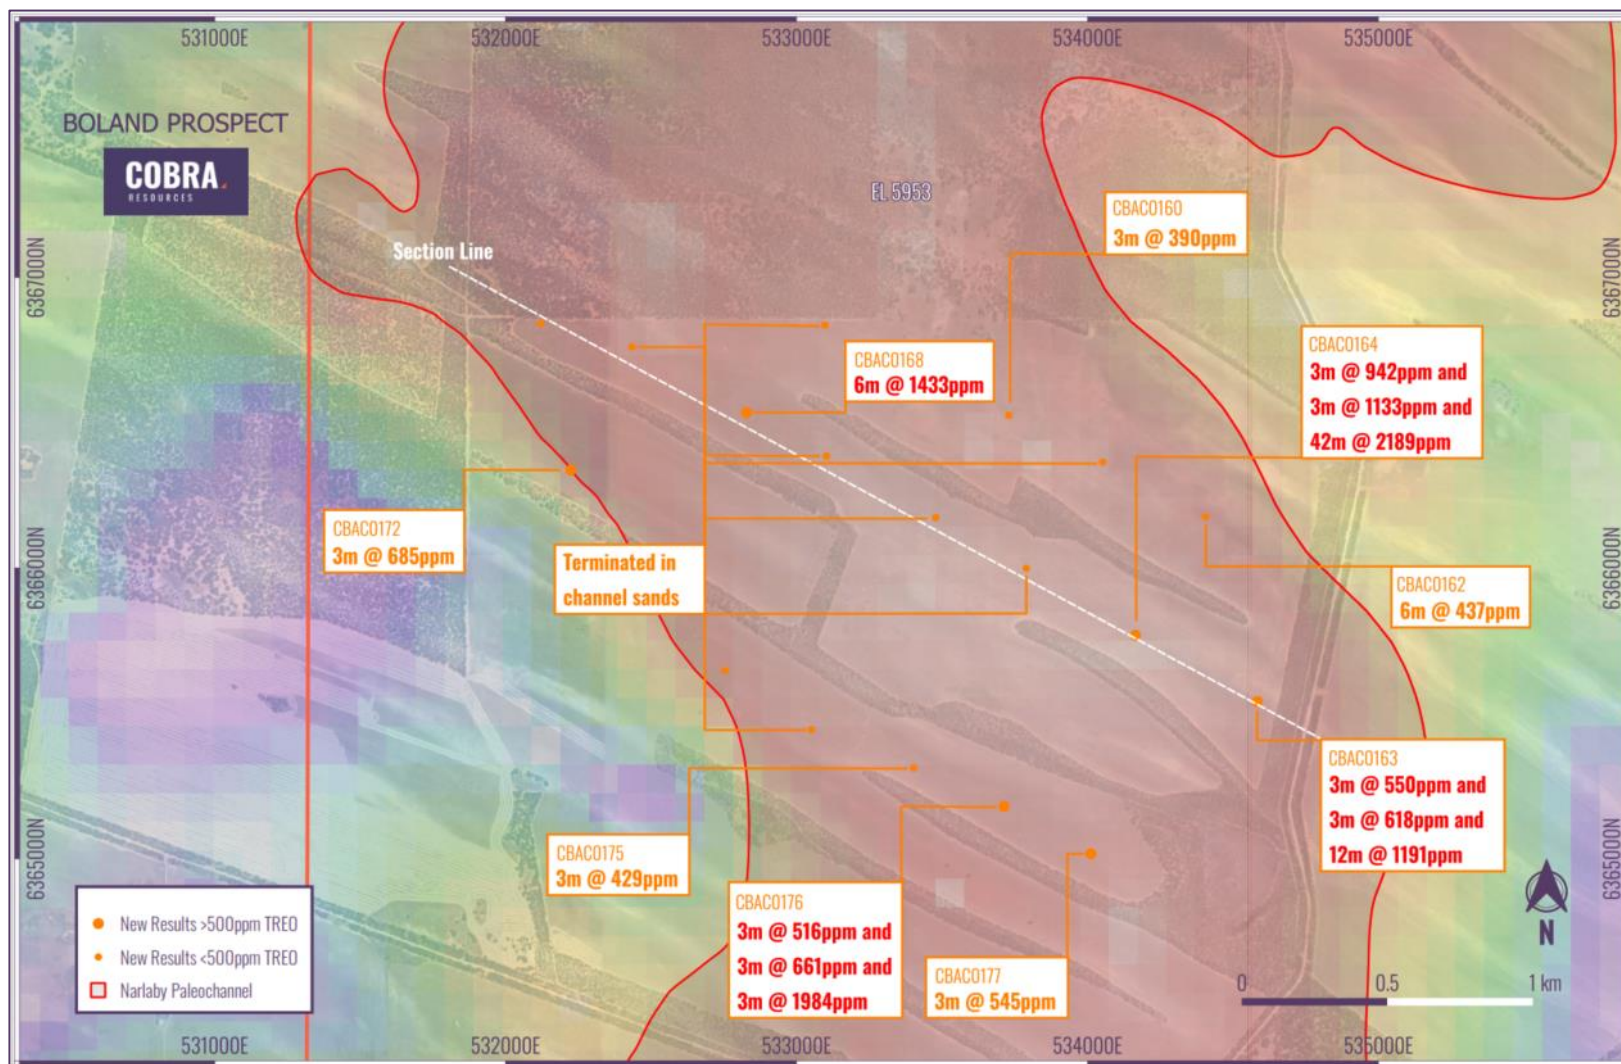 531000E
532000E
533000E
534000E
535000E
BOLAND PROSPECT
COBRA
RESOURCES
EL 5953
Section Line
6367000N
6367000N
CBAC0160
3m @ 390ppm
CBAC0168
6m @ 1433ppm
CBAC0164
3m @ 942ppm and
3m @ 1133ppm and
42m @ 2189ppm
CBAC0172
3m @ 685ppm
Terminated in
channel sands
CBAC0162
6m @ 437ppm
6366000N
6366000N
CBAC0163
3m @ 550ppm and
3m @ 618ppm and
12m @ 1191ppm
CBAC0175
3m @ 429ppm
CBAC0176
3m @ 516ppm and
3m @ 661ppm and
3m @ 1984ppm
CBAC0177
3m @ 545ppm
6365000N
6365000N
New Results >500ppm TREO
New Results <500ppm TREO
Narlaby Paleochannel
N
0 0.5 1 km
531000E
532000E
533000E
534000E
535000E